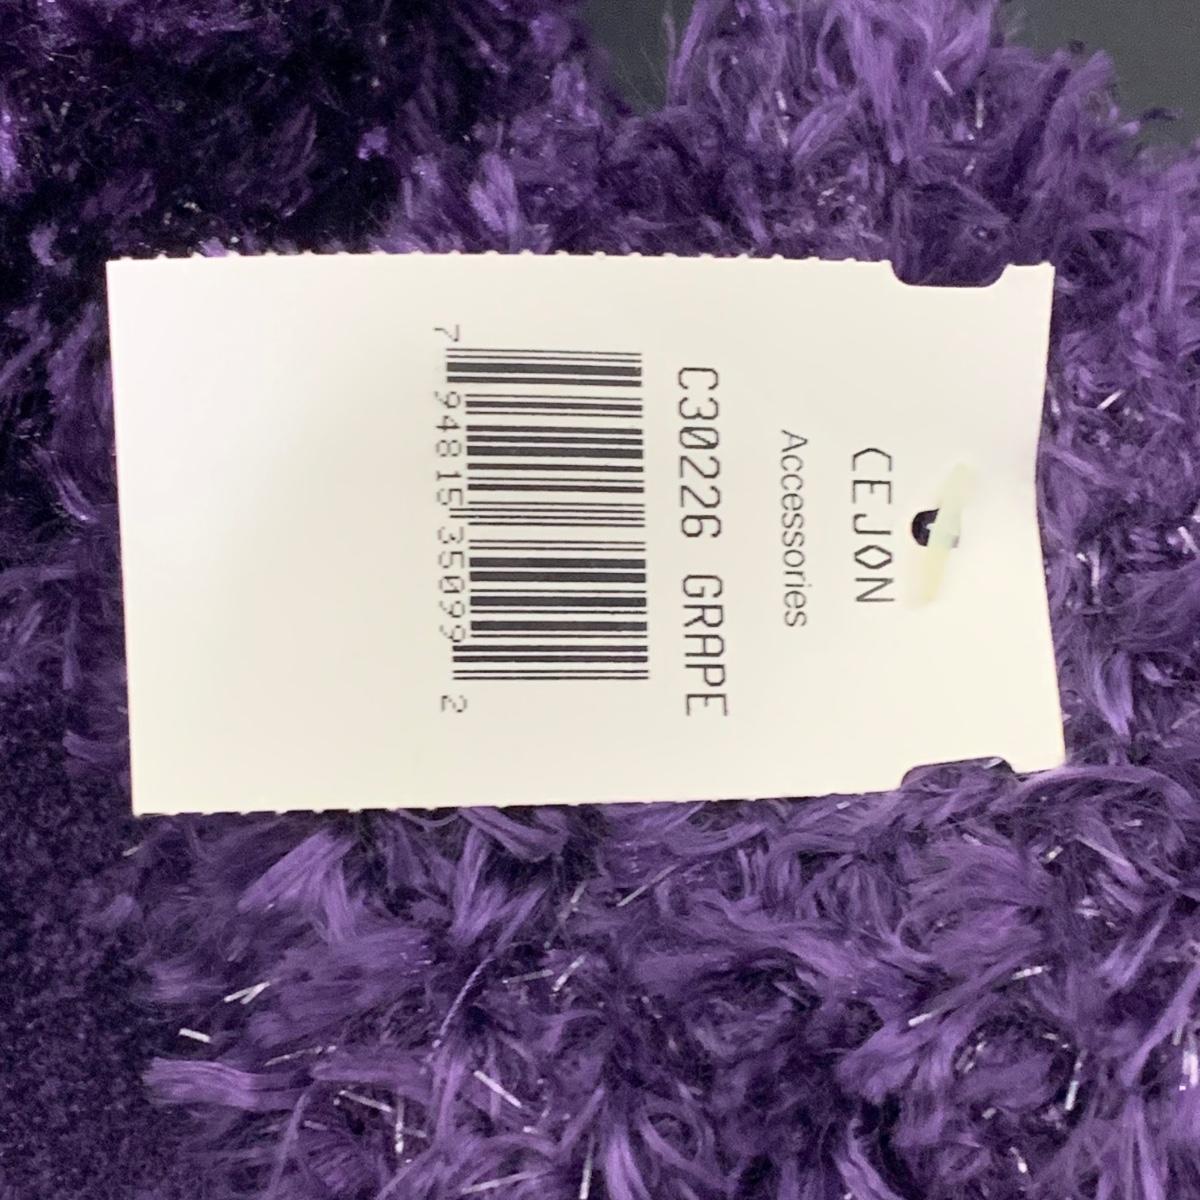 CEJON
Accessories
C30226 GRAPE
7 94815 35099 2